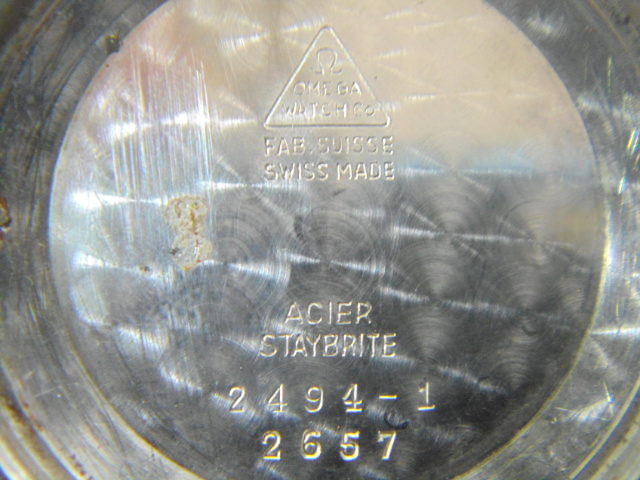 Ω
OMEGA
WATCH Co
FAB. SUISSE
SWISS MADE
ACIER
STAYBRITE
2494-1
2657